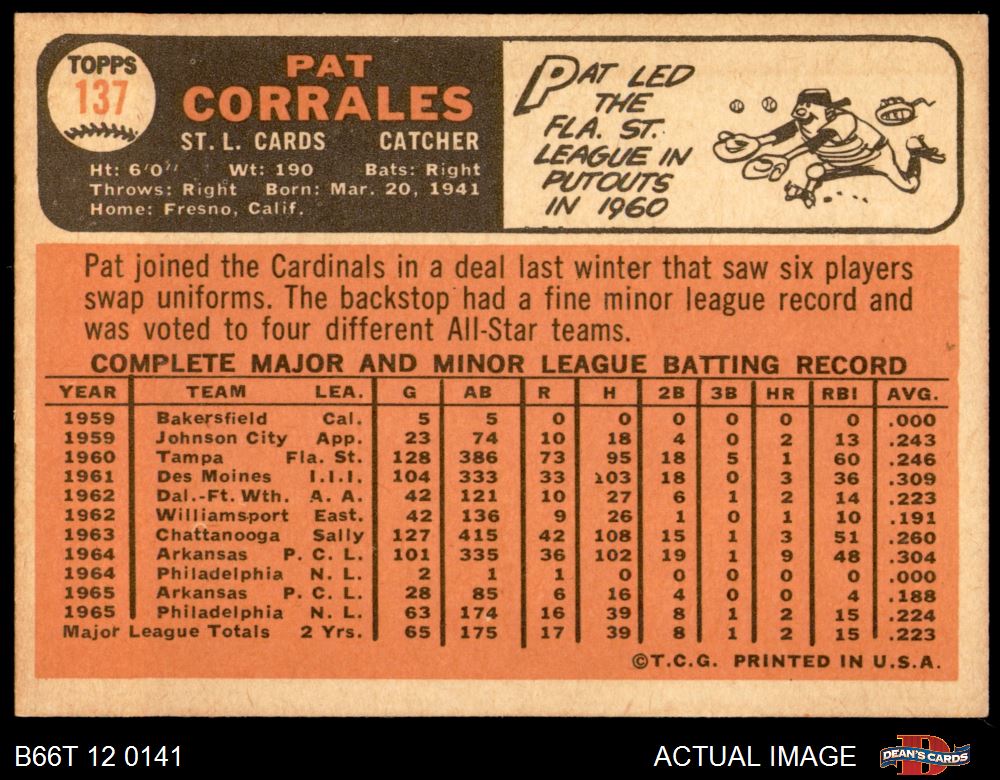 TOPPS
137
PAT
CORRALES
ST. L. CARDS CATCHER
Ht: 6'0" Wt: 190 Bats: Right
Throws: Right Born: Mar. 20, 1941
Home: Fresno, Calif.
PAT LED
THE
FLA. ST.
LEAGUE IN
PUTOUTS
IN 1960
Pat joined the Cardinals in a deal last winter that saw six players
swap uniforms. The backstop had a fine minor league record and
was voted to four different All-Star teams.
COMPLETE MAJOR AND MINOR LEAGUE BATTING RECORD
YEAR TEAM LEA. G AB R H 2B 3B HR RBI AVG.
1959 Bakersfield Cal. 5 5 0 0 0 0 0 0 .000
1959 Johnson City App. 23 74 10 18 4 0 2 13 .243
1960 Tampa Fla. St. 128 386 73 95 18 5 1 60 .246
1961 Des Moines I.I.I. 104 333 33 103 18 0 3 36 .309
1962 Dal.-Ft. Wth. A. A. 42 121 10 27 6 1 2 14 .223
1962 Williamsport East. 42 136 9 26 1 0 1 10 .191
1963 Chattanooga Sally 127 415 42 108 15 1 3 51 .260
1964 Arkansas P. C. L. 101 335 36 102 19 1 9 48 .304
1964 Philadelphia N. L. 2 1 1 0 0 0 0 0 .000
1965 Arkansas P. C. L. 28 85 6 16 4 0 0 4 .188
1965 Philadelphia N. L. 63 174 16 39 8 1 2 15 .224
Major League Totals 2 Yrs. 65 175 17 39 8 1 2 15 .223
©T.C.G. PRINTED IN U.S.A.
B66T 12 0141 ACTUAL IMAGE
DEAN'S CARDS